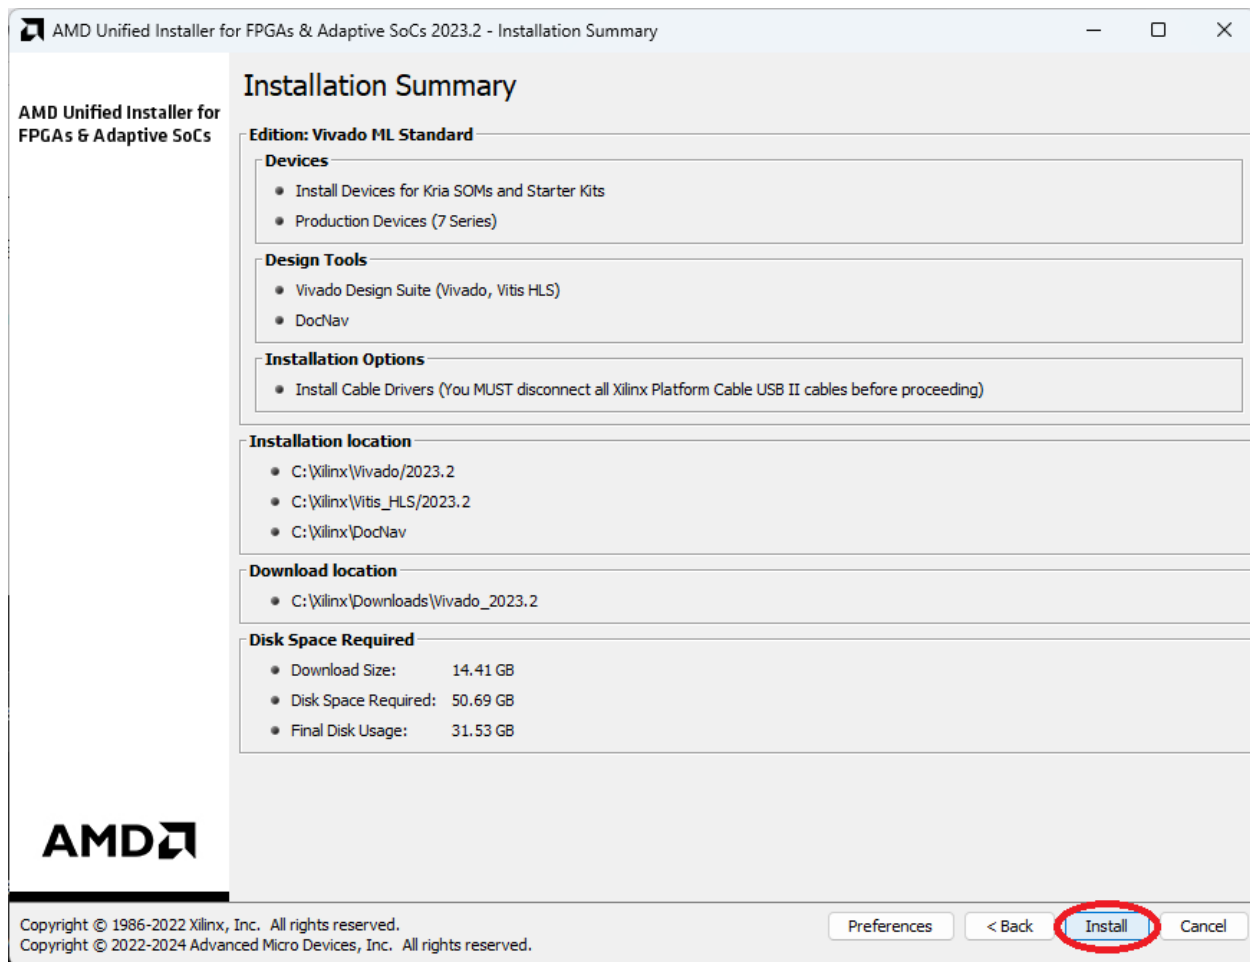 AMD Unified Installer for FPGAs & Adaptive SoCs 2023.2 - Installation Summary
AMD Unified Installer for
FPGAs & Adaptive SoCs
Installation Summary
Edition: Vivado ML Standard
Devices
Install Devices for Kria SOMs and Starter Kits
Production Devices (7 Series)
Design Tools
Vivado Design Suite (Vivado, Vitis HLS)
DocNav
Installation Options
Install Cable Drivers (You MUST disconnect all Xilinx Platform Cable USB II cables before proceeding)
Installation location
C:\Xilinx\Vivado/2023.2
C:\Xilinx\Vitis_HLS/2023.2
C:\Xilinx\DocNav
Download location
C:\Xilinx\Downloads\Vivado_2023.2
Disk Space Required
Download Size: 14.41 GB
Disk Space Required: 50.69 GB
Final Disk Usage: 31.53 GB
AMD
Copyright © 1986-2022 Xilinx, Inc. All rights reserved.
Copyright © 2022-2024 Advanced Micro Devices, Inc. All rights reserved.
Preferences < Back Install Cancel